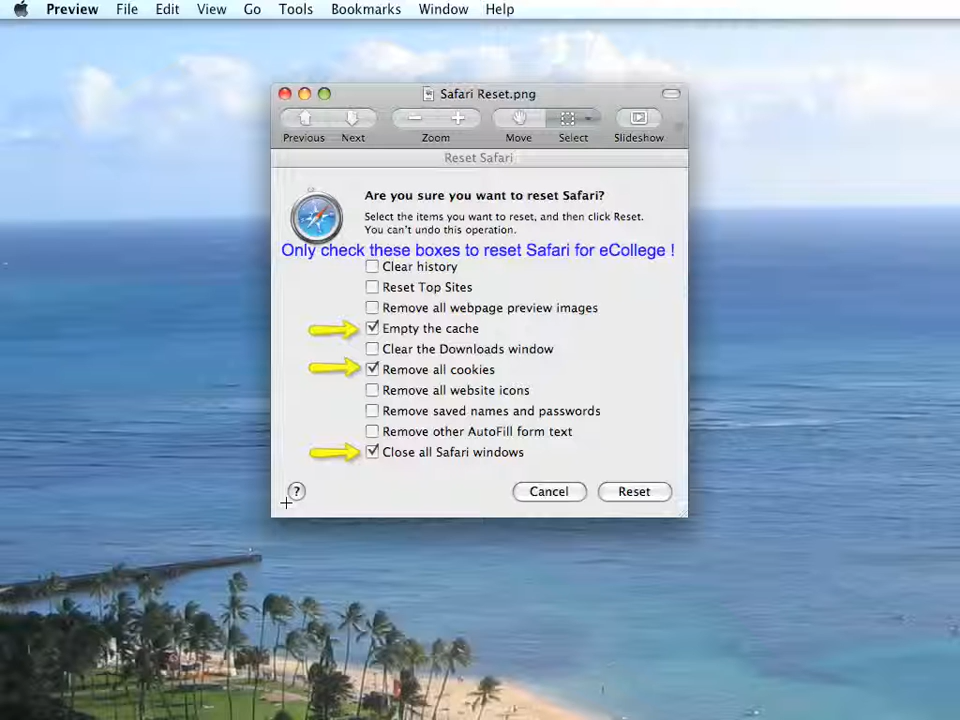 Preview File Edit View Go Tools Bookmarks Window Help
Safari Reset.png
Previous Next Zoom Move Select Slideshow
Reset Safari
Are you sure you want to reset Safari?
Select the items you want to reset, and then click Reset.
You can't undo this operation.
Only check these boxes to reset Safari for eCollege !
Clear history
Reset Top Sites
Remove all webpage preview images
Empty the cache
Clear the Downloads window
Remove all cookies
Remove all website icons
Remove saved names and passwords
Remove other AutoFill form text
Close all Safari windows
? Cancel Reset